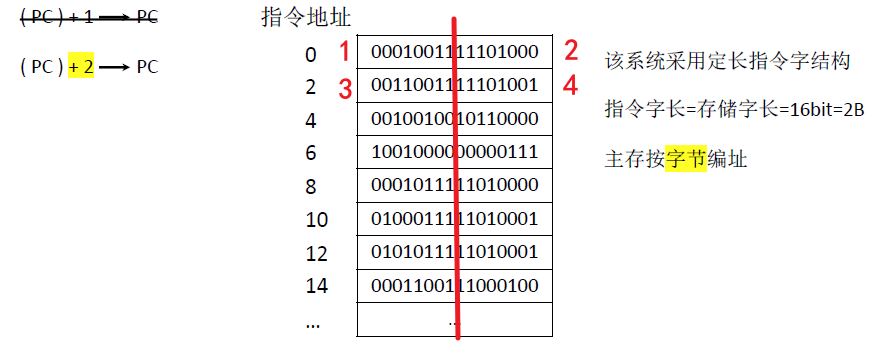 ( PC ) + 1 → PC
( PC ) + 2 → PC
指令地址
0 1 0001001111101000 2
2 3 0011001111101001 4
4 0010010010110000
6 1001000000000111
8 0001011111010000
10 0100011111010001
12 0101011111010001
14 0001100111000100
... ...
该系统采用定长指令字结构
指令字长=存储字长=16bit=2B
主存按字节编址